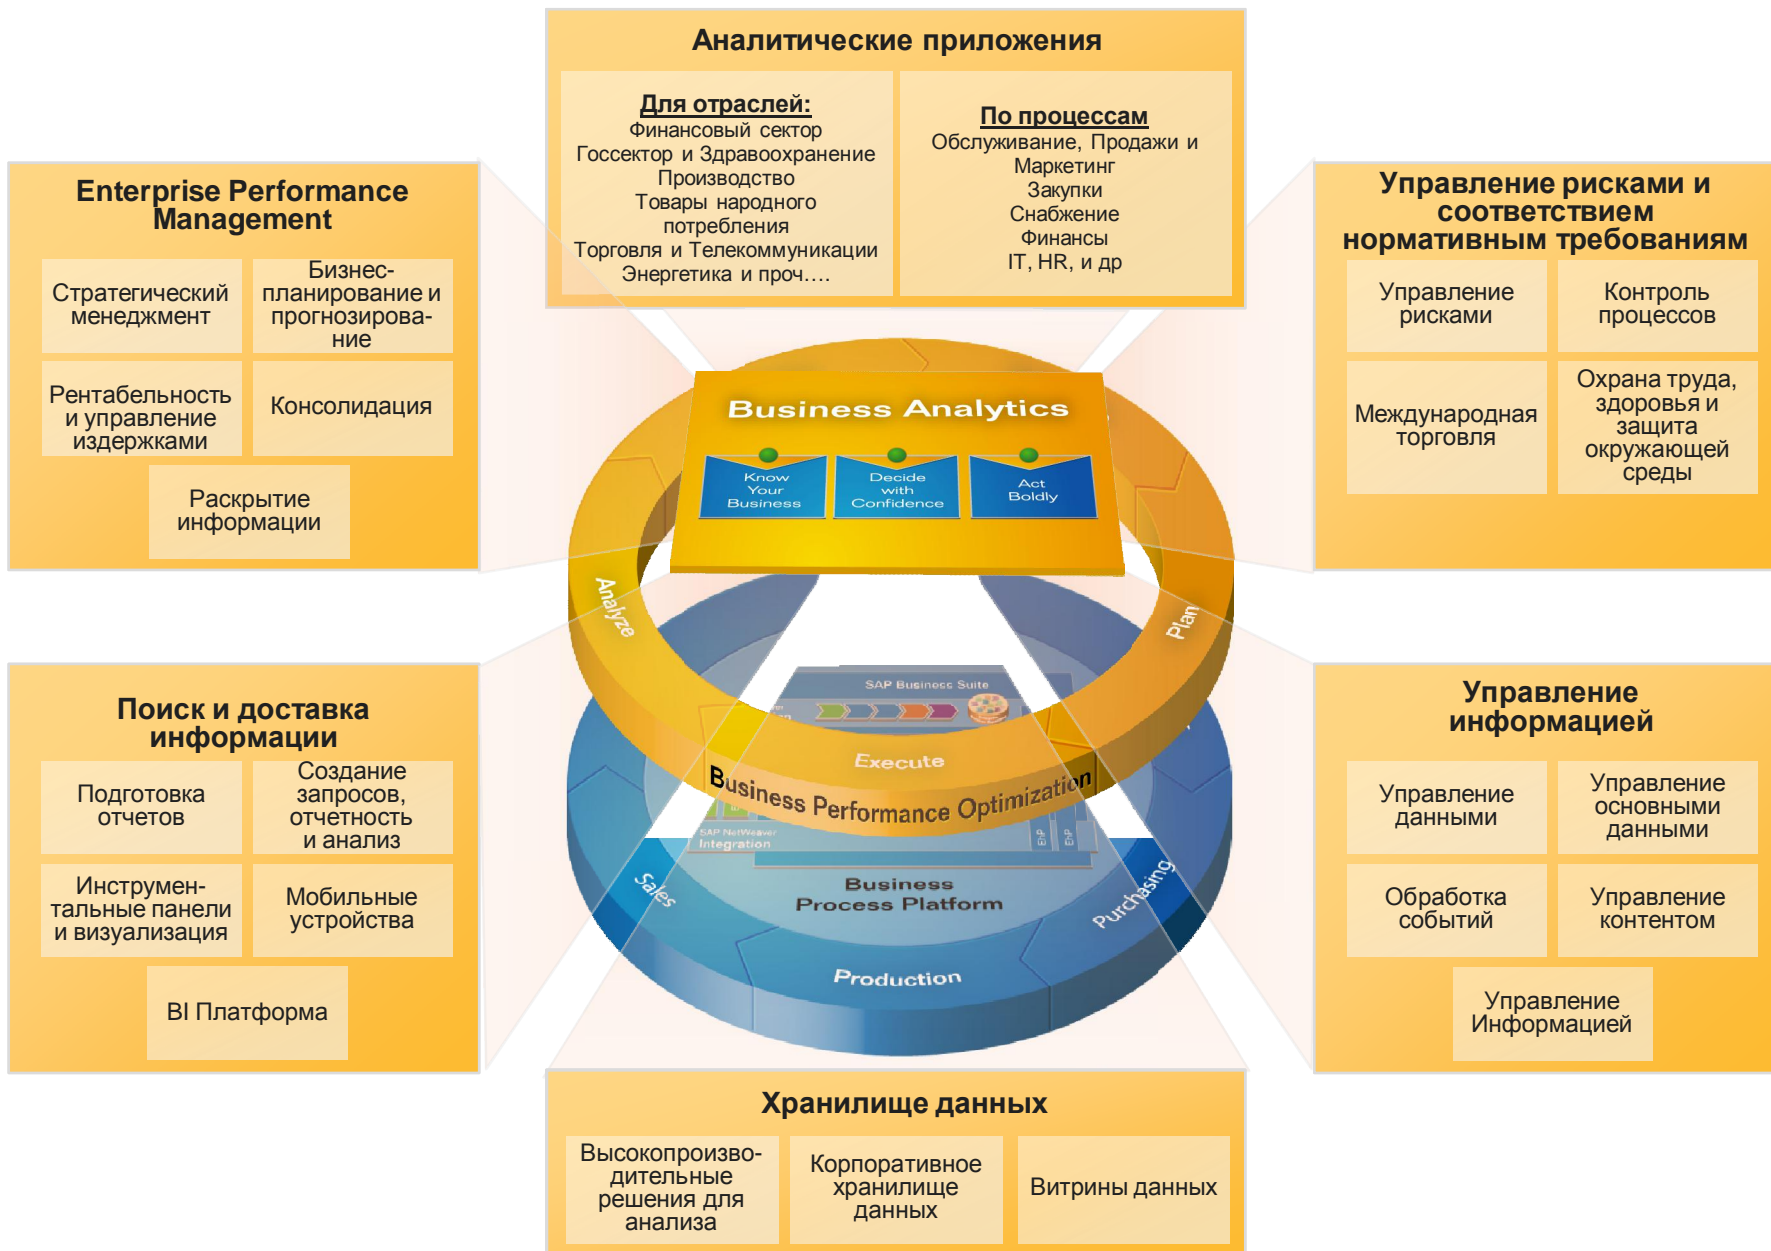 Аналитические приложения
Для отраслей:
Финансовый сектор
Госсектор и Здравоохранение
Производство
Товары народного
потребления
Торговля и Телекоммуникации
Энергетика и проч….
По процессам
Обслуживание, Продажи и
Маркетинг
Закупки
Снабжение
Финансы
IT, HR, и др
Enterprise Performance
Management
Стратегический
менеджмент
Бизнес-
планирование и
прогнозирова-
ние
Рентабельность
и управление
издержками
Консолидация
Раскрытие
информации
Управление рисками и
соответствием
нормативным требованиям
Управление
рисками
Контроль
процессов
Международная
торговля
Охрана труда,
здоровья и
защита
окружающей
среды
Business Analytics
Know
Your
Business
Decide
with
Confidence
Act
Boldly
Analyze
Plan
Execute
Business Performance Optimization
SAP Business Suite
SAP NetWeaver
Integration
EhP
EhP
Business
Process Platform
Sales
Production
Purchasing
Поиск и доставка
информации
Подготовка
отчетов
Создание
запросов,
отчетность
и анализ
Инструмен-
тальные панели
и визуализация
Мобильные
устройства
BI Платформа
Управление
информацией
Управление
данными
Управление
основными
данными
Обработка
событий
Управление
контентом
Управление
Информацией
Хранилище данных
Высокопроизво-
дительные
решения для
анализа
Корпоративное
хранилище
данных
Витрины данных